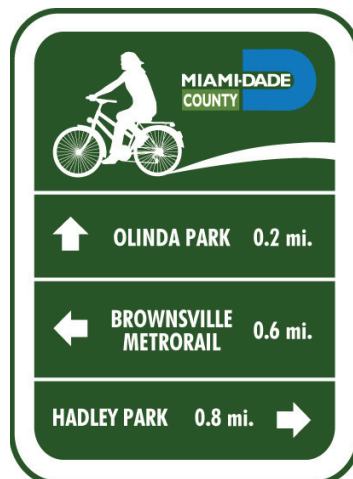 MIAMI-DADE
COUNTY
OLINDA PARK 0.2 mi.
BROWNSVILLE
METRORAIL 0.6 mi.
HADLEY PARK 0.8 mi.